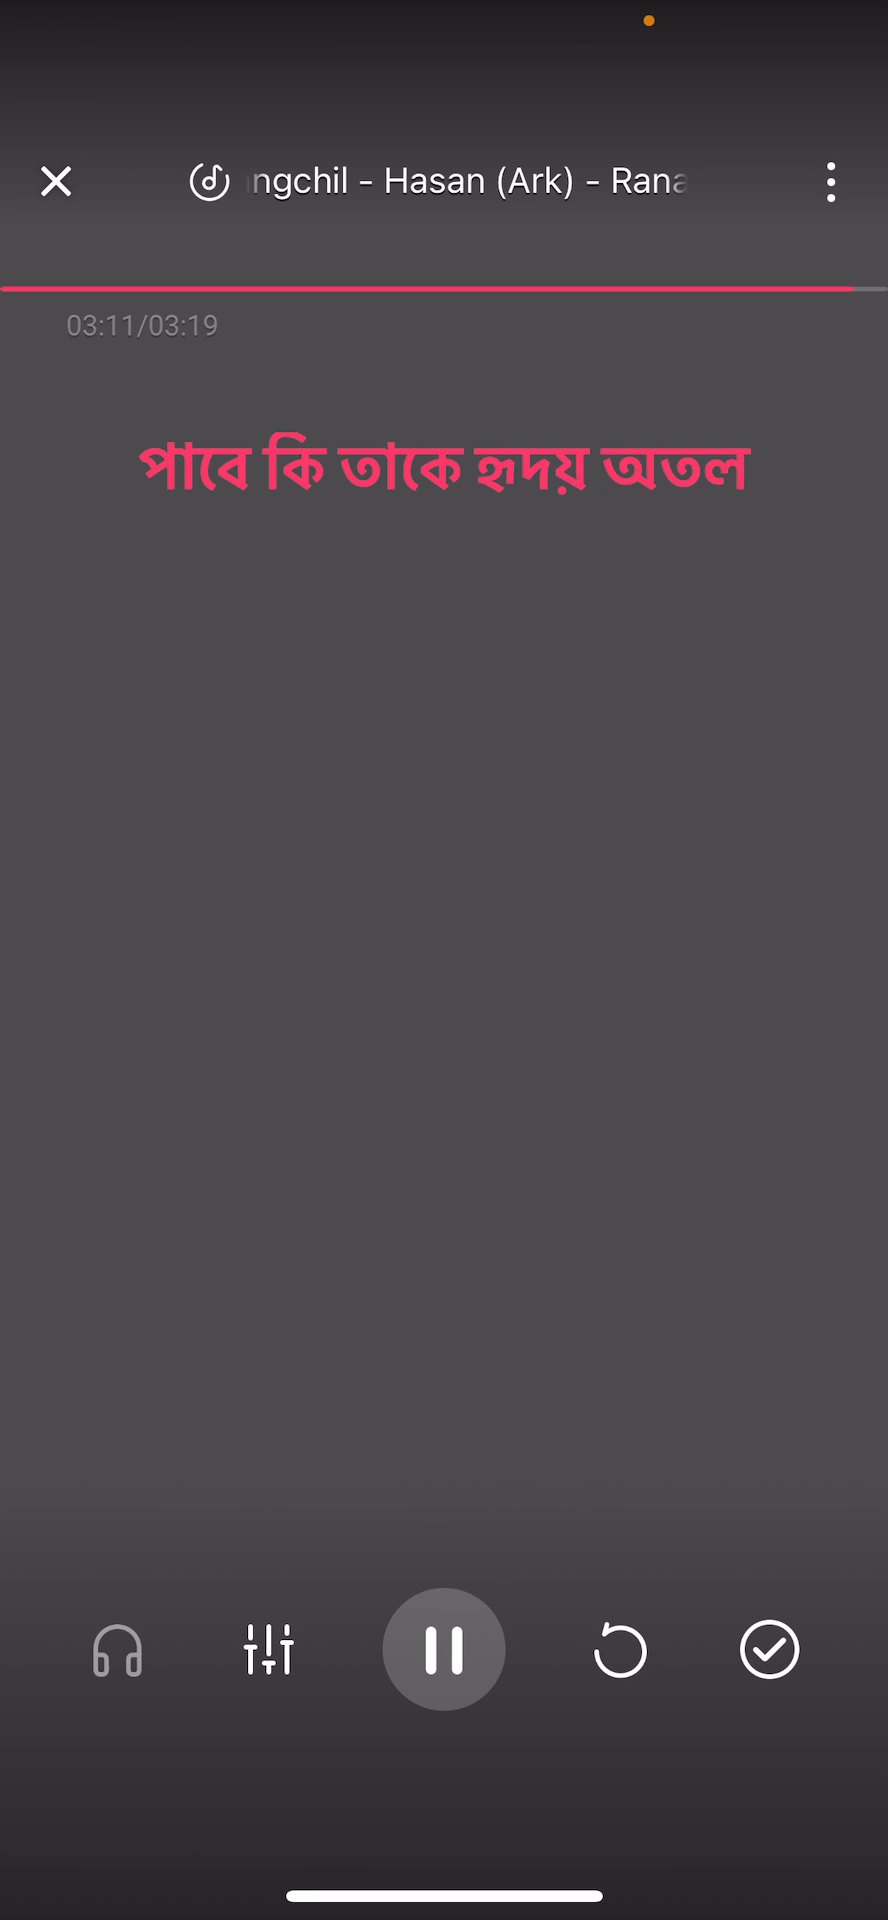 ngchil - Hasan (Ark) - Rana
03:11/03:19
পাবে কি তাকে হৃদয় অতল